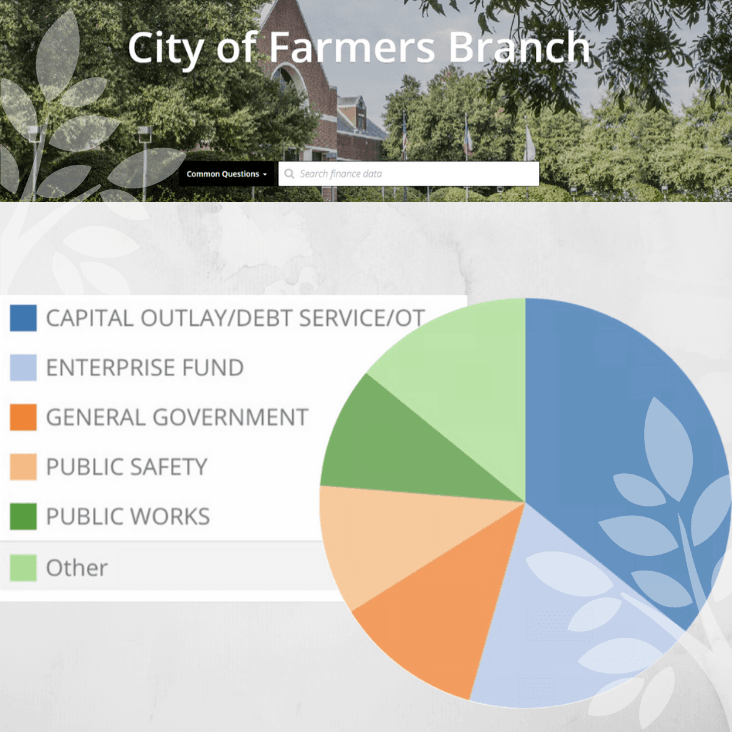 City of Farmers Branch
Common Questions
Search finance data
CAPITAL OUTLAY/DEBT SERVICE/OT
ENTERPRISE FUND
GENERAL GOVERNMENT
PUBLIC SAFETY
PUBLIC WORKS
Other